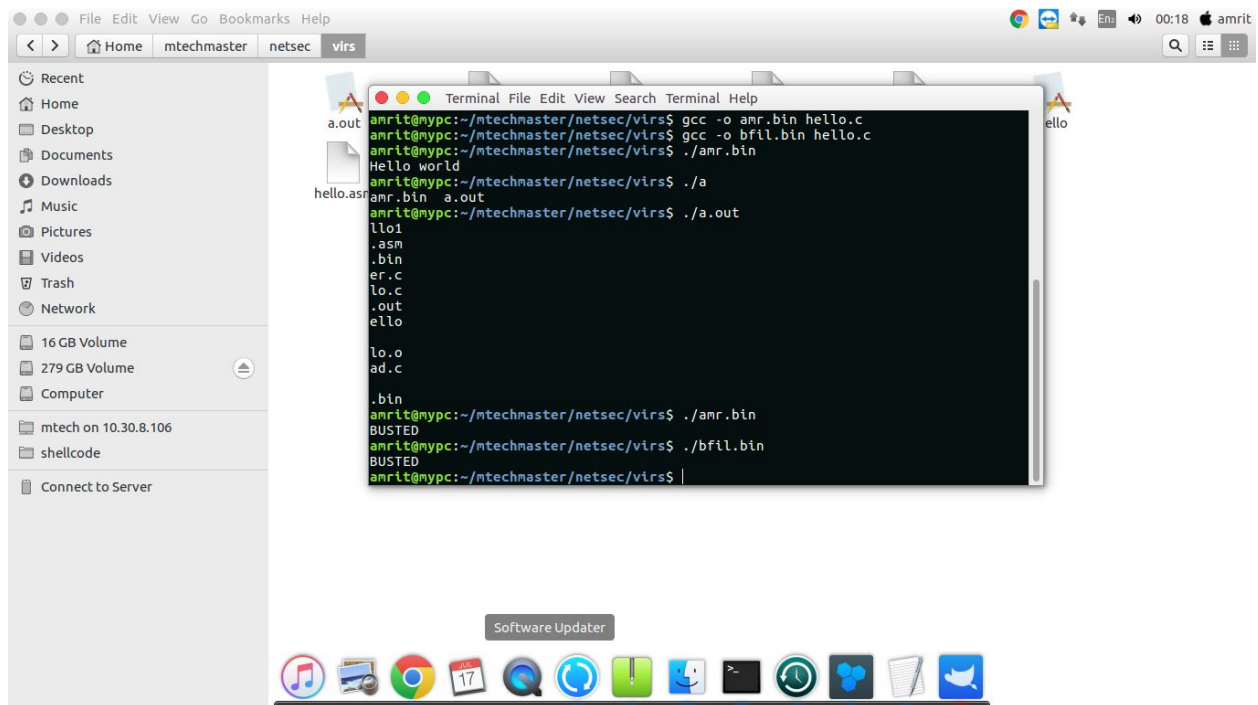 File Edit View Go Bookmarks Help
En2 00:18 amrit
Home mtechmaster netsec virs
Recent
Home
Desktop
Documents
Downloads
Music
Pictures
Videos
Trash
Network
16 GB Volume
279 GB Volume
Computer
mtech on 10.30.8.106
shellcode
Connect to Server
a.out
hello.asm
ello
Terminal File Edit View Search Terminal Help
amrit@mypc:~/mtechmaster/netsec/virs$ gcc -o amr.bin hello.c
amrit@mypc:~/mtechmaster/netsec/virs$ gcc -o bfil.bin hello.c
amrit@mypc:~/mtechmaster/netsec/virs$ ./amr.bin
Hello world
amrit@mypc:~/mtechmaster/netsec/virs$ ./a
amr.bin a.out
amrit@mypc:~/mtechmaster/netsec/virs$ ./a.out
llo1
.asm
.bin
er.c
lo.c
.out
ello
lo.o
ad.c
.bin
amrit@mypc:~/mtechmaster/netsec/virs$ ./amr.bin
BUSTED
amrit@mypc:~/mtechmaster/netsec/virs$ ./bfil.bin
BUSTED
amrit@mypc:~/mtechmaster/netsec/virs$
Software Updater
JUL
17